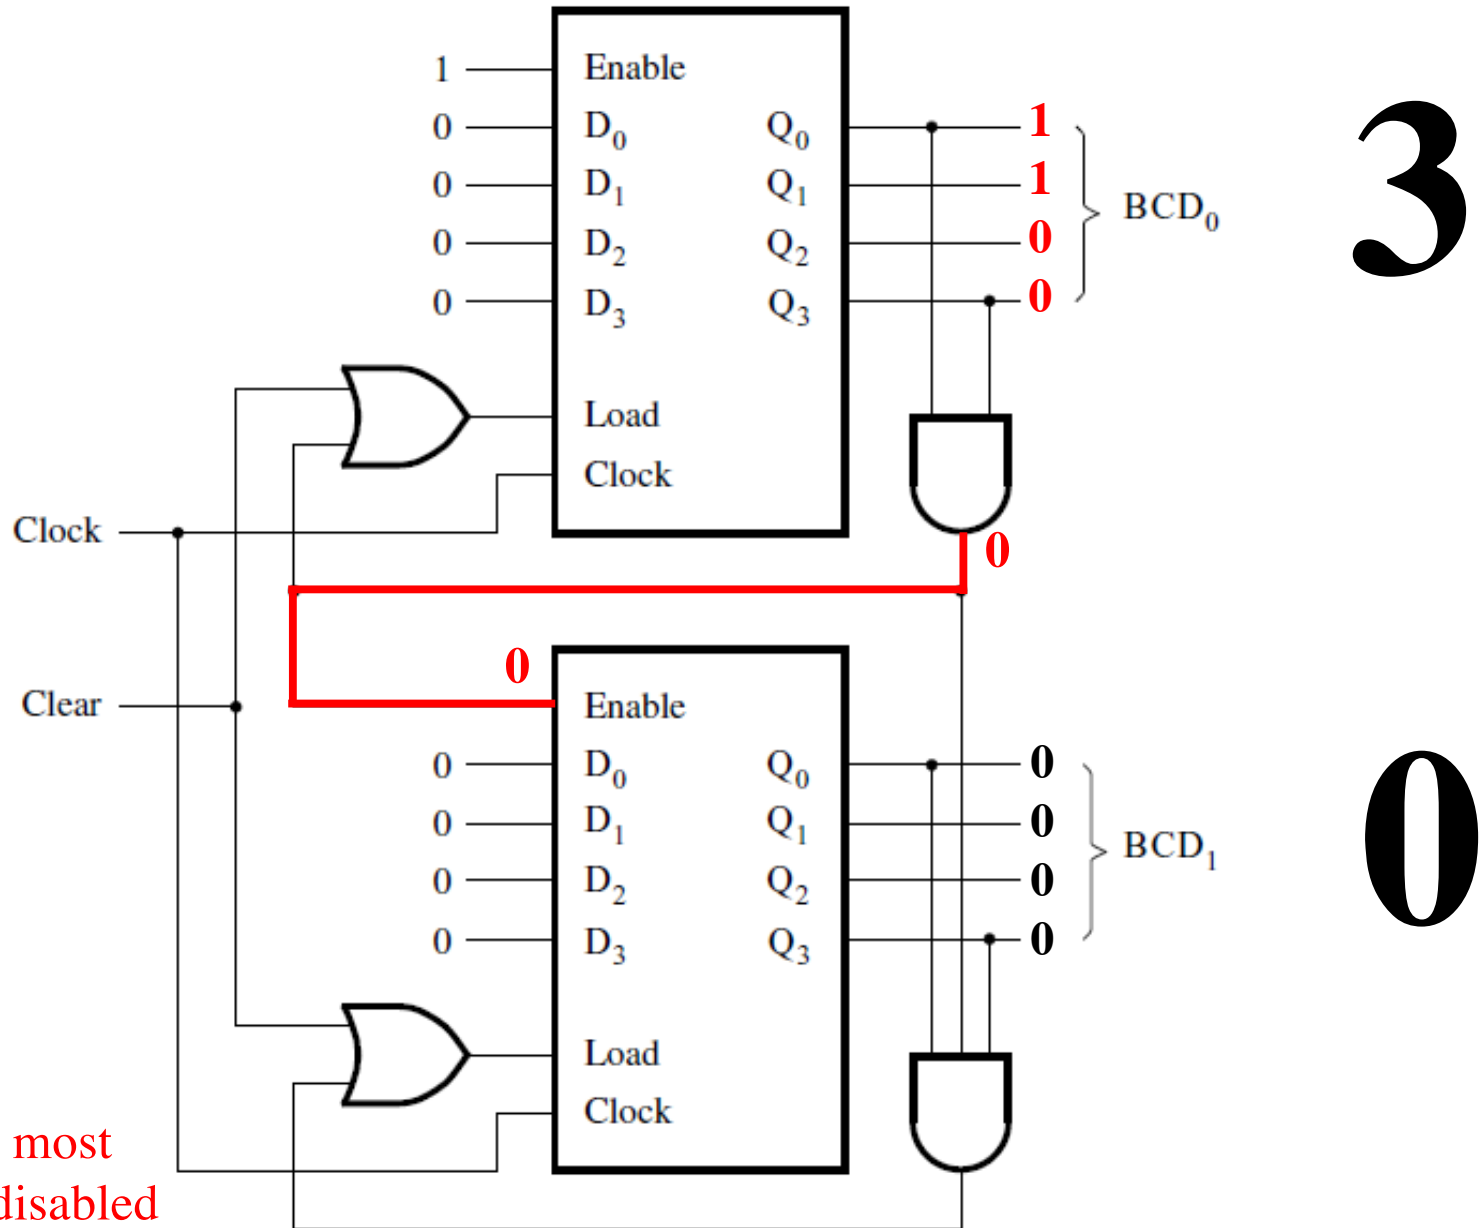 1 Enable
0 D0 Q0 1
0 D1 Q1 1
BCD0 3
0 D2 Q2 0
0 D3 Q3 0
Load
Clock
Clock
0
0
Clear Enable
0 D0 Q0 0
0 D1 Q1 0
BCD1 0
0 D2 Q2 0
0 D3 Q3 0
Load
Clock
most
disabled